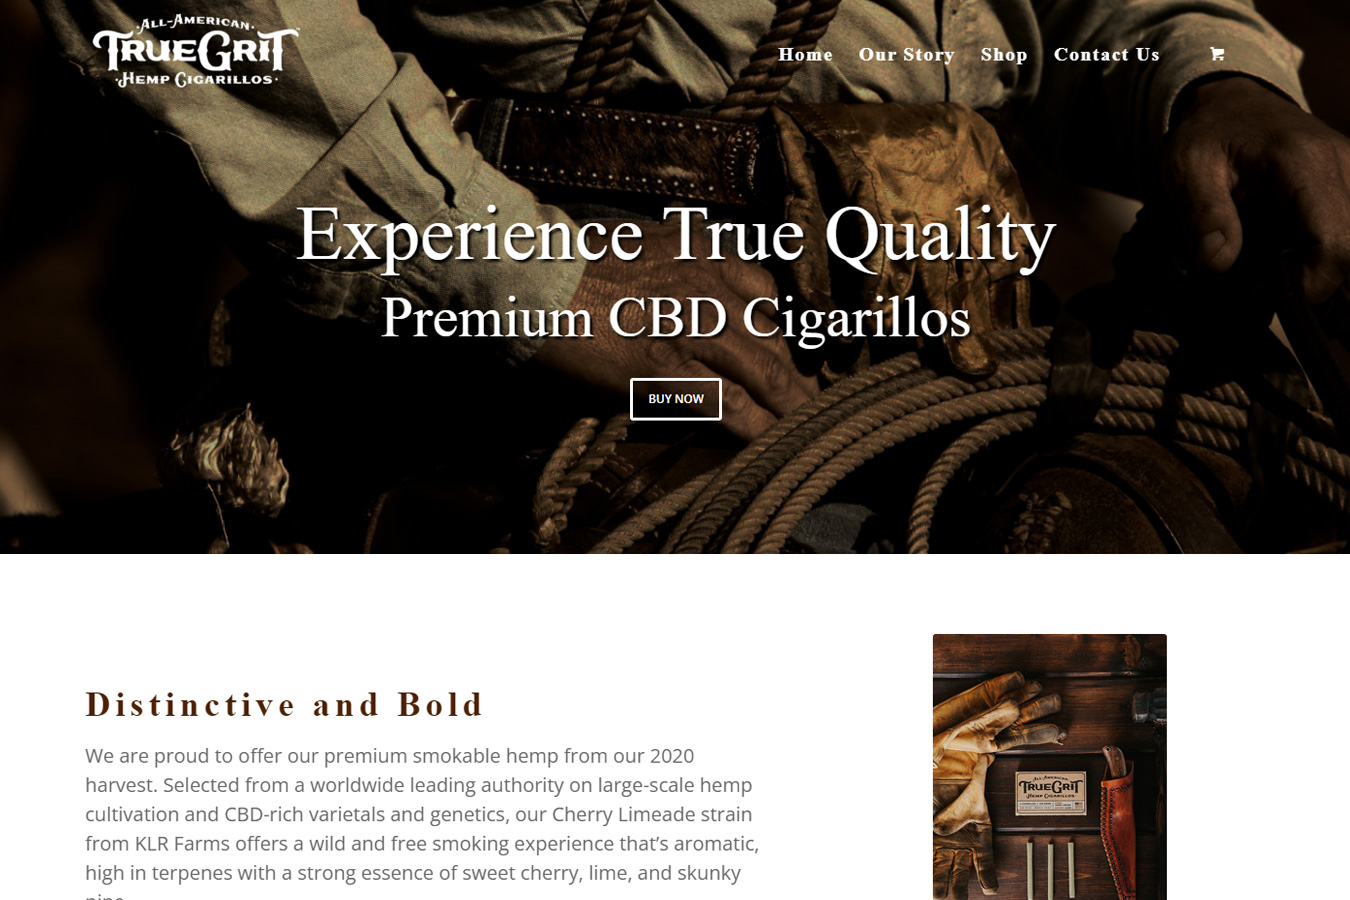 All-American
TrueGrit
Hemp Cigarillos
Home Our Story Shop Contact Us
Experience True Quality
Premium CBD Cigarillos
BUY NOW
Distinctive and Bold
We are proud to offer our premium smokable hemp from our 2020
harvest. Selected from a worldwide leading authority on large-scale hemp
cultivation and CBD-rich varietals and genetics, our Cherry Limeade strain
from KLR Farms offers a wild and free smoking experience that’s aromatic,
high in terpenes with a strong essence of sweet cherry, lime, and skunky
All-American
TrueGrit
Hemp Cigarillos